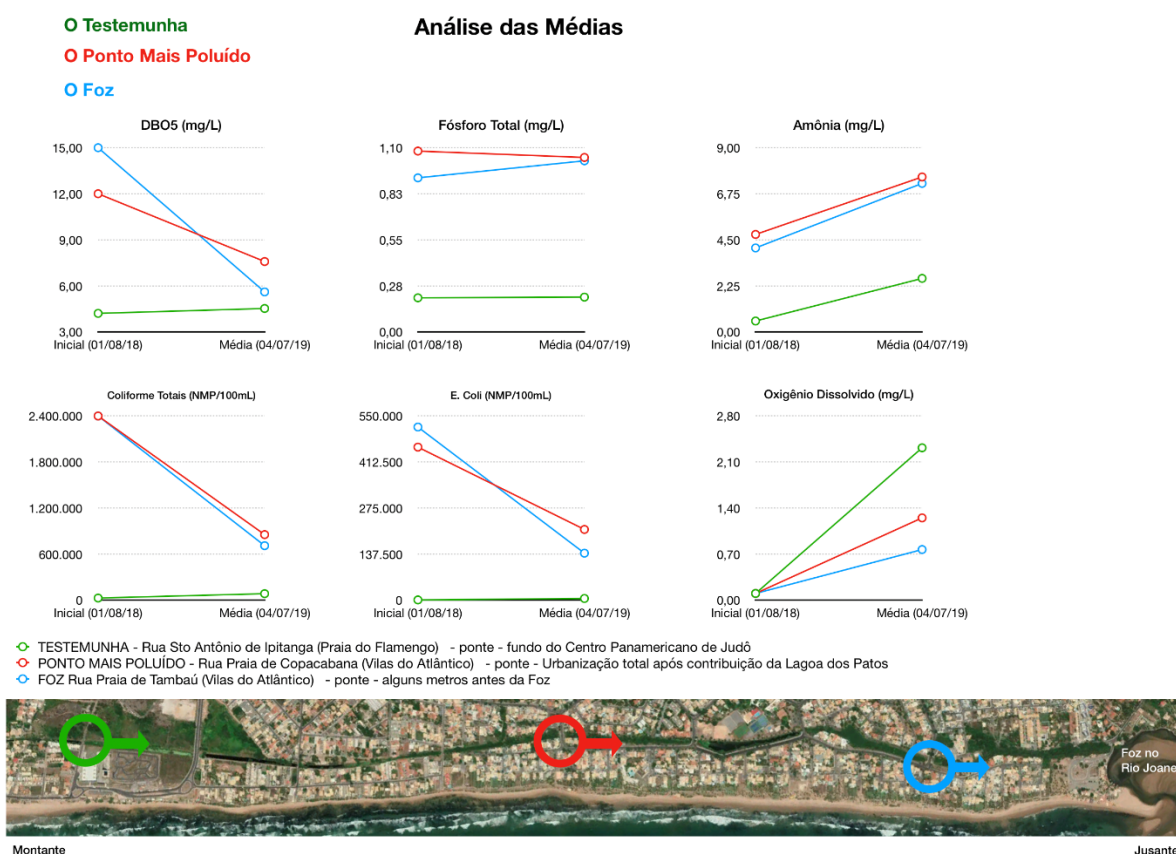 O Testemunha
Análise das Médias
O Ponto Mais Poluído
O Foz
DBO5 (mg/L)
15,00
12,00
9,00
6,00
3,00
Inicial (01/08/18) Média (04/07/19)
Fósforo Total (mg/L)
1,10
0,83
0,55
0,28
0,00
Inicial (01/08/18) Média (04/07/19)
Amônia (mg/L)
9,00
6,75
4,50
2,25
0,00
Inicial (01/08/18) Média (04/07/19)
Coliforme Totais (NMP/100mL)
2.400.000
1.800.000
1.200.000
600.000
0
Inicial (01/08/18) Média (04/07/19)
E. Coli (NMP/100mL)
550.000
412.500
275.000
137.500
0
Inicial (01/08/18) Média (04/07/19)
Oxigênio Dissolvido (mg/L)
2,80
2,10
1,40
0,70
0,00
Inicial (01/08/18) Média (04/07/19)
TESTEMUNHA - Rua Sto Antônio de Ipitanga (Praia do Flamengo) - ponte - fundo do Centro Panamericano de Judô
PONTO MAIS POLUÍDO - Rua Praia de Copacabana (Vilas do Atlântico) - ponte - Urbanização total após contribuição da Lagoa dos Patos
FOZ Rua Praia de Tambaú (Vilas do Atlântico) - ponte - alguns metros antes da Foz
Foz no
Rio Joane
Montante Jusante